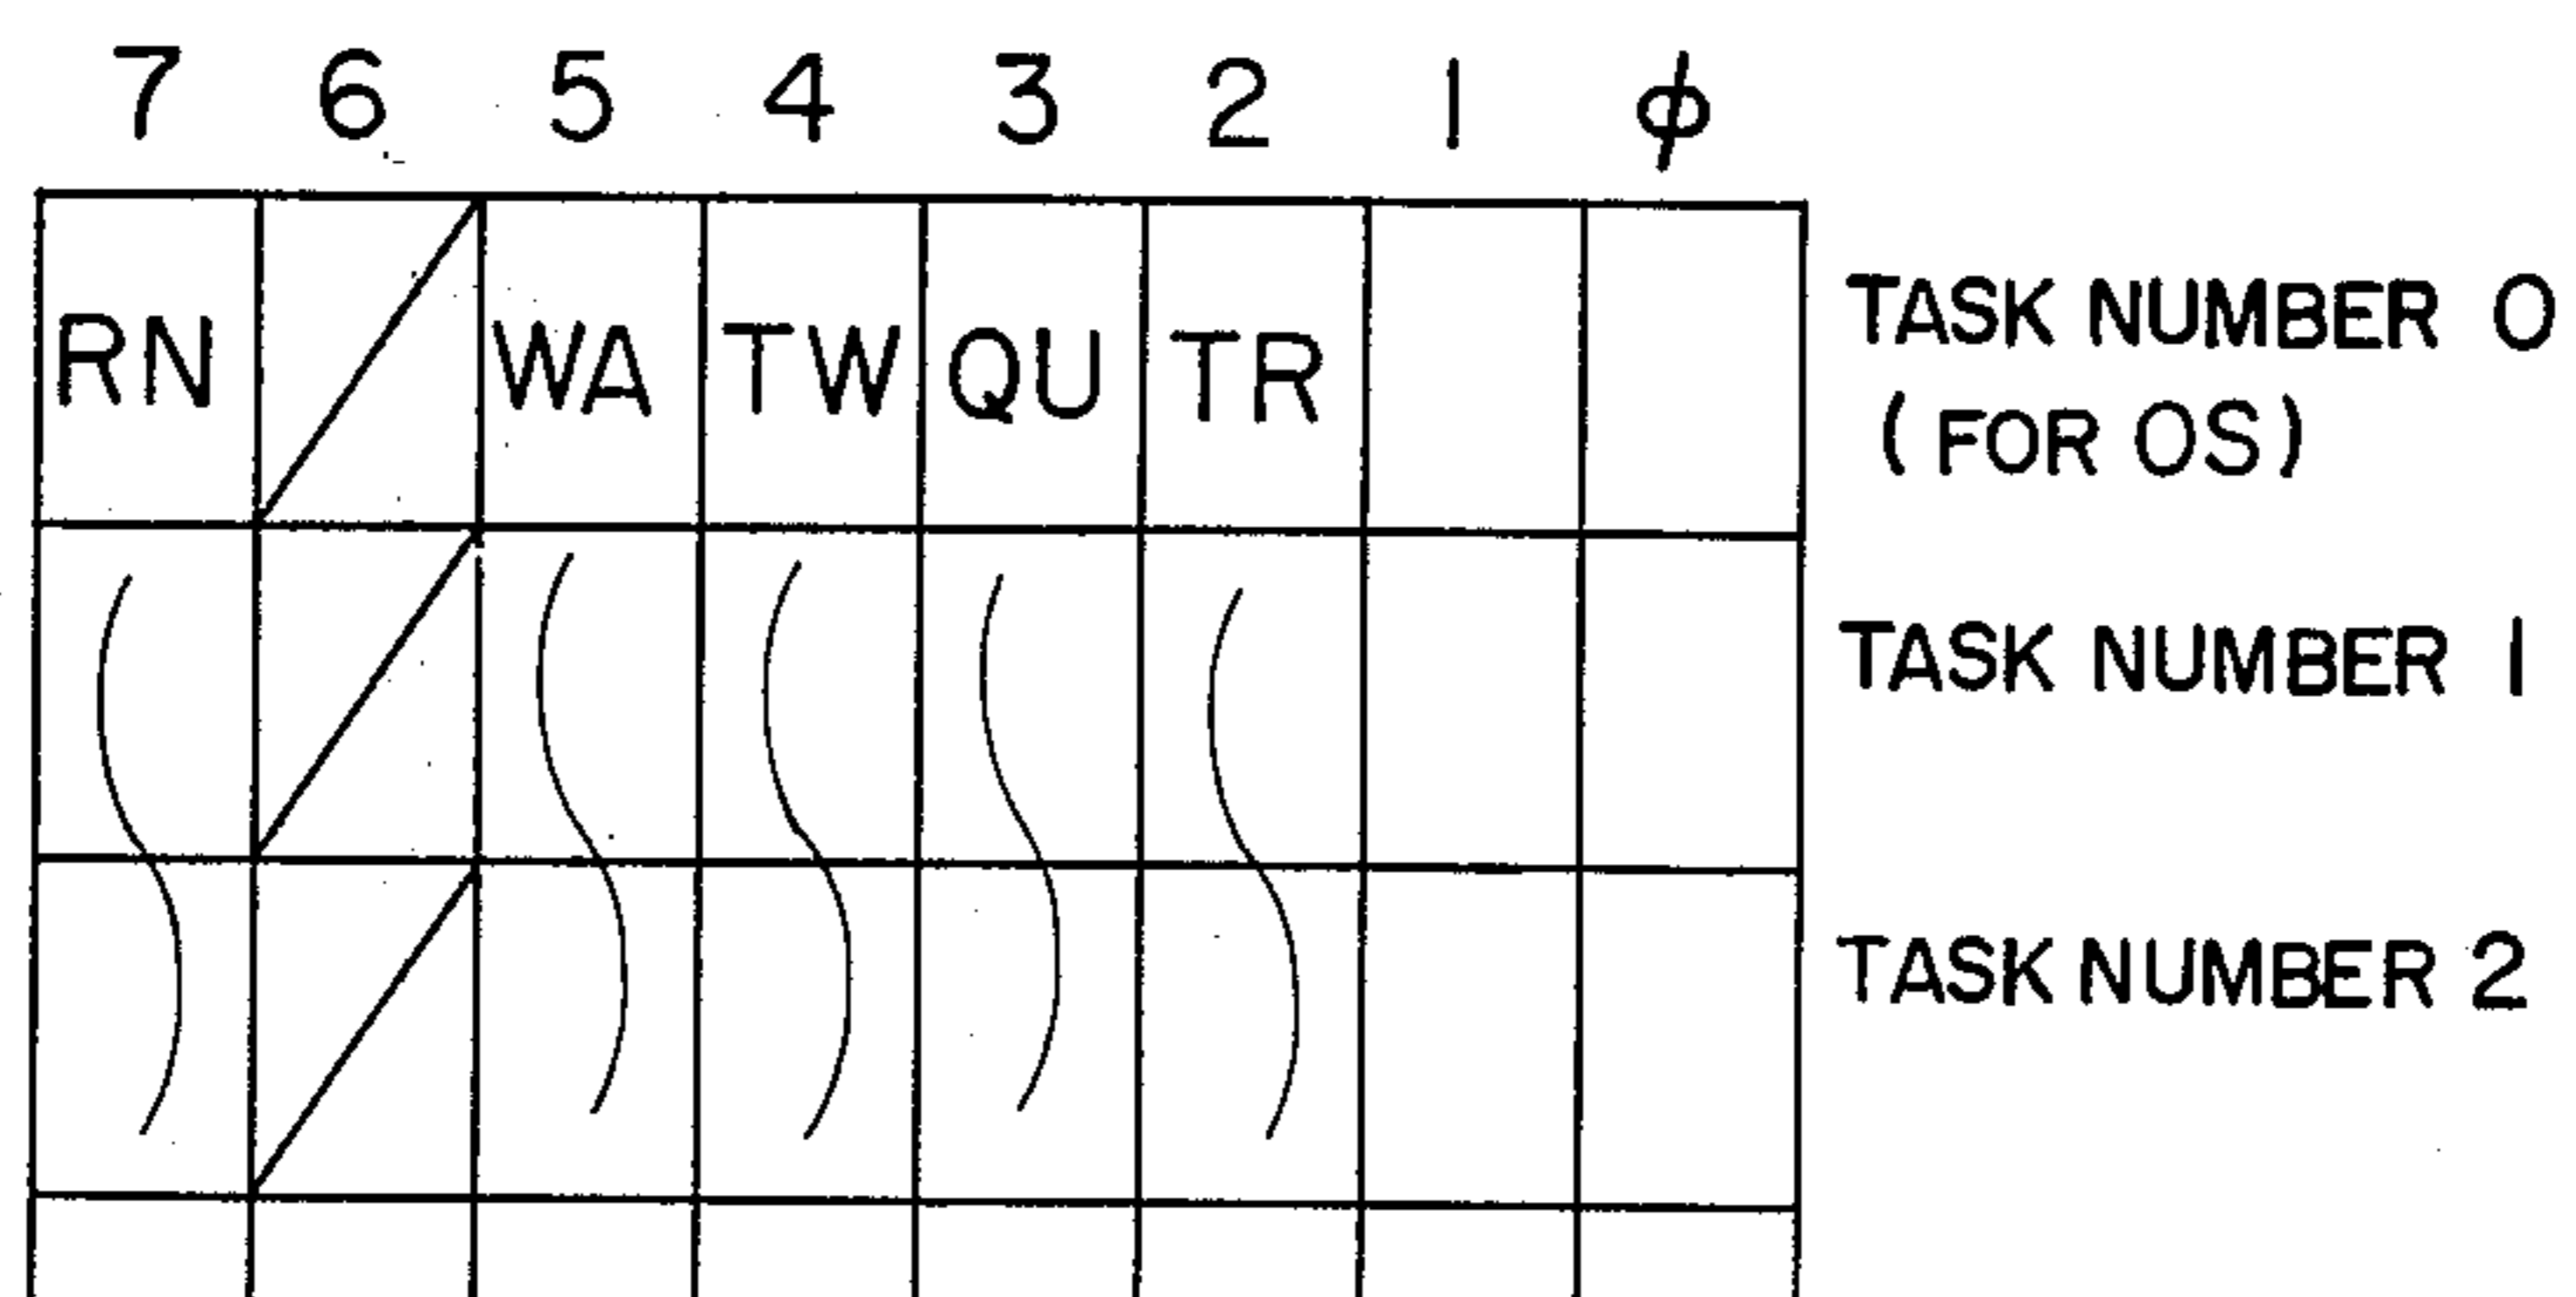 7 6 5 4 3 2 1 ϕ
RN WA TW QU TR
TASK NUMBER 0
(FOR OS)
TASK NUMBER 1
TASK NUMBER 2